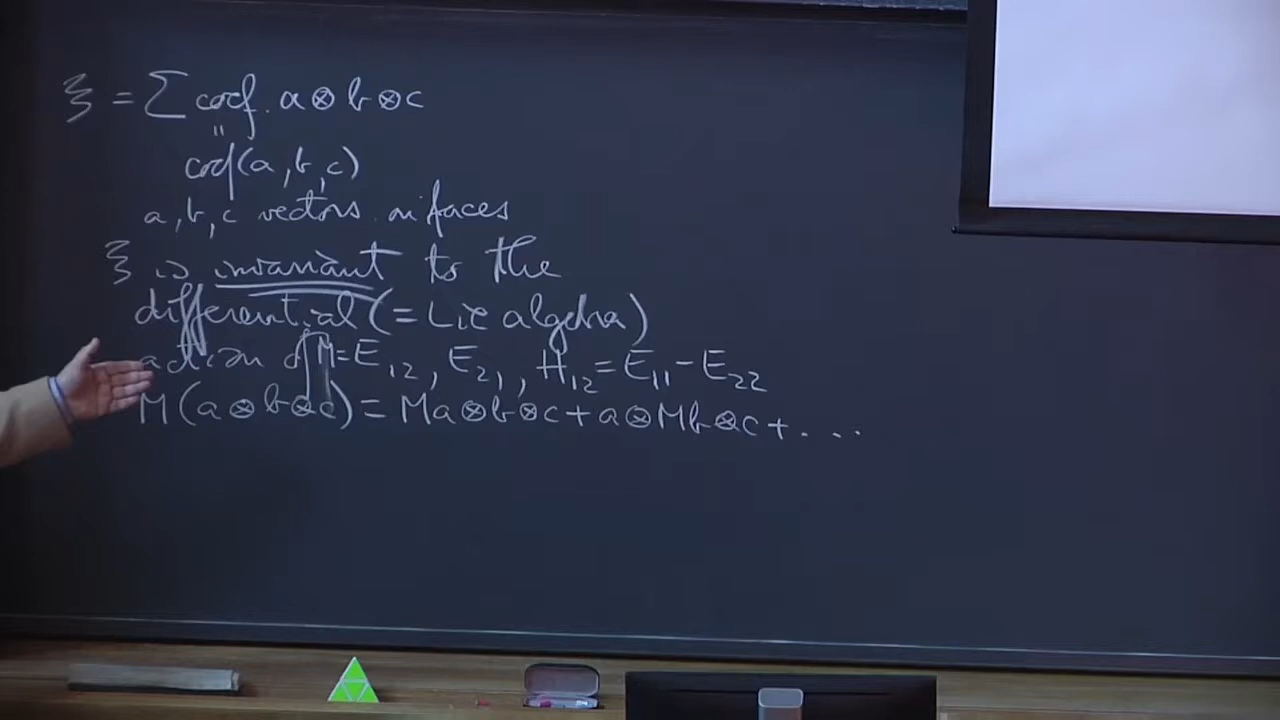 ξ = ∑ coef. a⊗b⊗c
"
coef(a,b,c)
a,b,c vectors on faces
ξ is invariant to the
differential (= Lie algebra)
action of M=E₁₂, E₂₁, H₁₂=E₁₁-E₂₂
M(a⊗b⊗c)= Ma⊗b⊗c+a⊗Mb⊗c+...